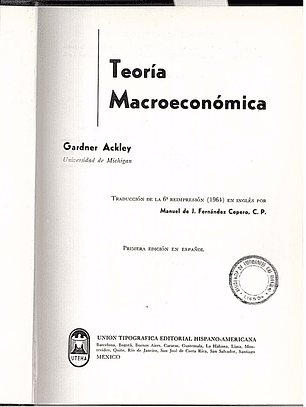 Teoría
Macroeconómica
Gardner Ackley
Universidad de Michigan
TRADUCCIÓN DE LA 6ª REIMPRESIÓN (1964) EN INGLÉS POR
Manuel de J. Fernández Cepero, C. P.
PRIMERA EDICIÓN EN ESPAÑOL
UTEHA
UNION TIPOGRAFICA EDITORIAL HISPANO-AMERICANA
Barcelona, Bogotá, Buenos Aires, Caracas, Guatemala, La Habana, Lima, Mon-
tevideo, Quito, Río de Janeiro, San José de Costa Rica, San Salvador, Santiago
MEXICO